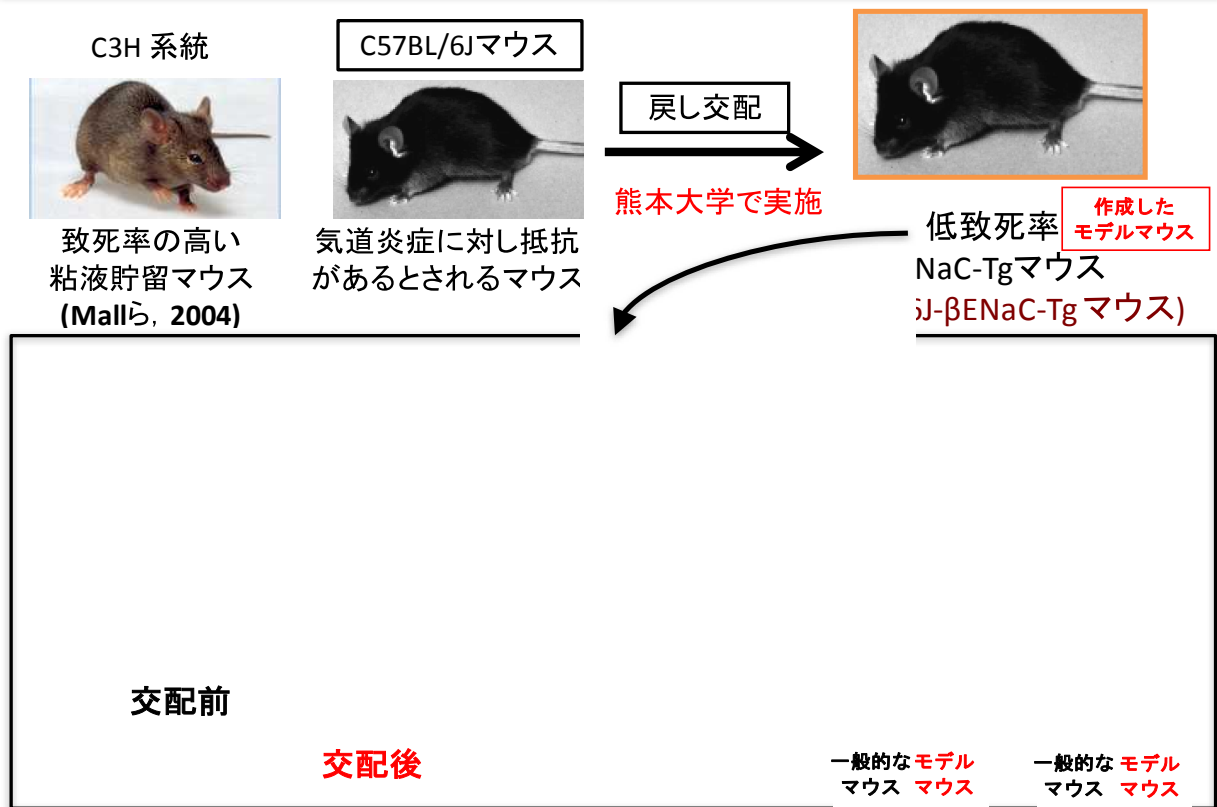 C3H 系統
C57BL/6Jマウス
戻し交配
熊本大学で実施
致死率の高い
粘液貯留マウス
(Mallら, 2004)
気道炎症に対し抵抗
があるとされるマウス
低致死率
作成した
モデルマウス
NaC-Tgマウス
6J-βENaC-Tg マウス)
交配前
交配後
一般的な モデル
マウス マウス
一般的な モデル
マウス マウス